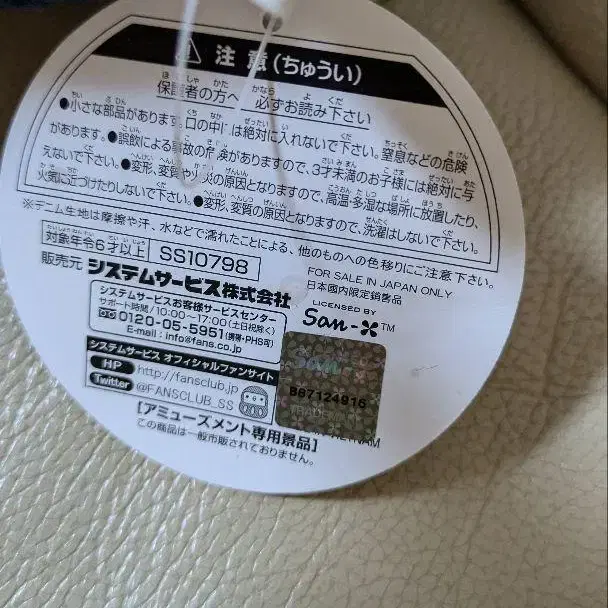 注意(ちゅうい)
保護者の方へ 必ずお読み下さい
●小さな部品があります。口の中には絶対に入れないで下さい。窒息などの危険
があります。●誤飲による事故の危険がありますので、3才未満のお子様には絶対に与
えないで下さい。●変形、変質や火災の原因となりますので、高温・多湿な場所に放置したり、
火気に近づけたりしないで下さい。●変形、変質の原因となりますので、洗濯はしないで下さい。
※デニム生地は摩擦や汗、水などで濡れたことによる、他のものへの色移りにご注意下さい。
対象年令6才以上 SS10798
販売元 システムサービス株式会社
FOR SALE IN JAPAN ONLY
日本国内限定販売品
システムサービスお客様サービスセンター
サポート時間/10:00~17:00(土日祝除く)
0120-05-5951(携帯・PHS可)
E-mail:info@fans.co.jp
LICENSED BY
San-x™
システムサービス オフィシャルファンサイト
HP http://fansclub.jp
Twitter @FANSCLUB_SS
San-x
887124916
[アミューズメント専用景品]
この商品は一般市販されておりません。
VIETNAM